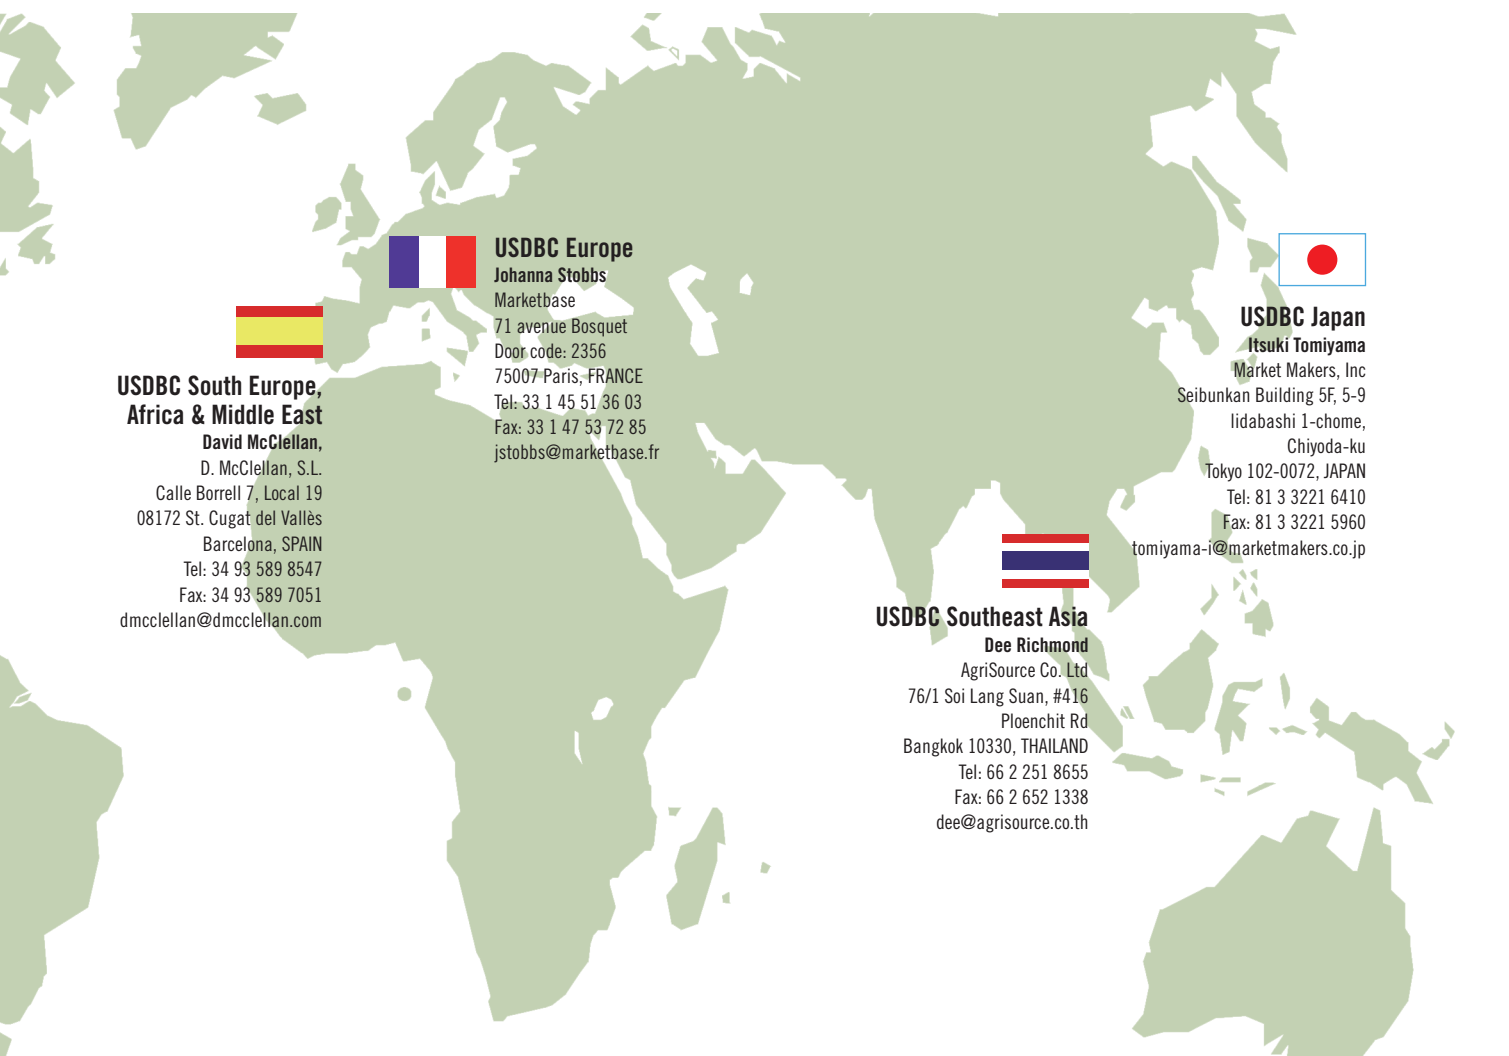 USDBC Europe
Johanna Stobbs
Marketbase
71 avenue Bosquet
Door code: 2356
75007 Paris, FRANCE
Tel: 33 1 45 51 36 03
Fax: 33 1 47 53 72 85
jstobbs@marketbase.fr
USDBC South Europe,
Africa & Middle East
David McClellan,
D. McClellan, S.L.
Calle Borrell 7, Local 19
08172 St. Cugat del Vallès
Barcelona, SPAIN
Tel: 34 93 589 8547
Fax: 34 93 589 7051
dmcclellan@dmcclellan.com
USDBC Japan
Itsuki Tomiyama
Market Makers, Inc
Seibunkan Building 5F, 5-9
Iidabashi 1-chome,
Chiyoda-ku
Tokyo 102-0072, JAPAN
Tel: 81 3 3221 6410
Fax: 81 3 3221 5960
tomiyama-i@marketmakers.co.jp
USDBC Southeast Asia
Dee Richmond
AgriSource Co. Ltd
76/1 Soi Lang Suan, #416
Ploenchit Rd
Bangkok 10330, THAILAND
Tel: 66 2 251 8655
Fax: 66 2 652 1338
dee@agrisource.co.th